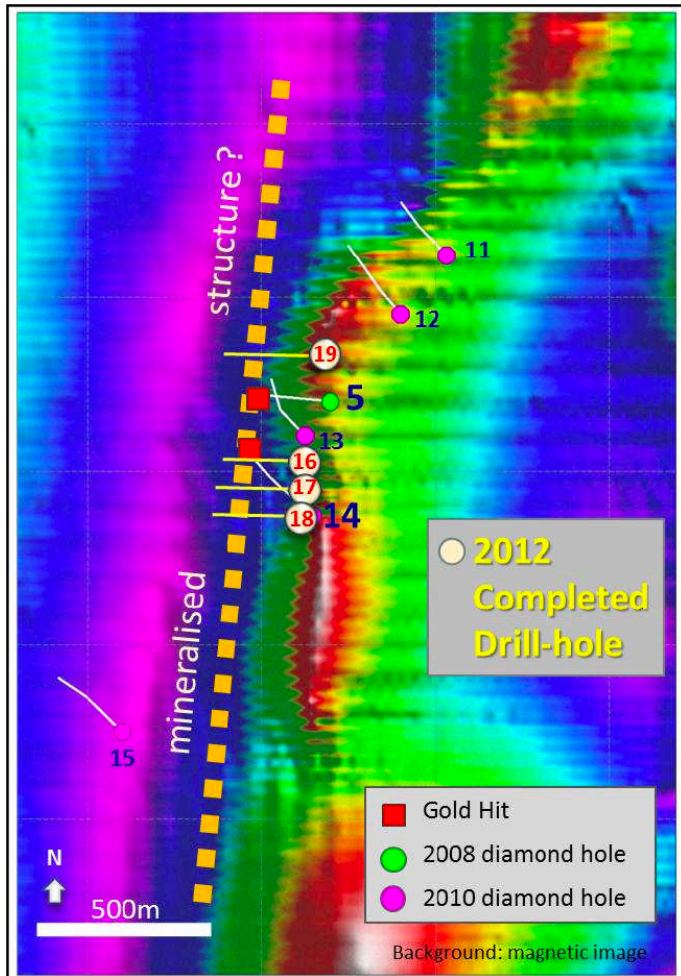 structure ?
11
12
19
5
13
16
17
18
14
2012
Completed
Drill-hole
mineralised
15
Gold Hit
2008 diamond hole
2010 diamond hole
N
500m
Background: magnetic image